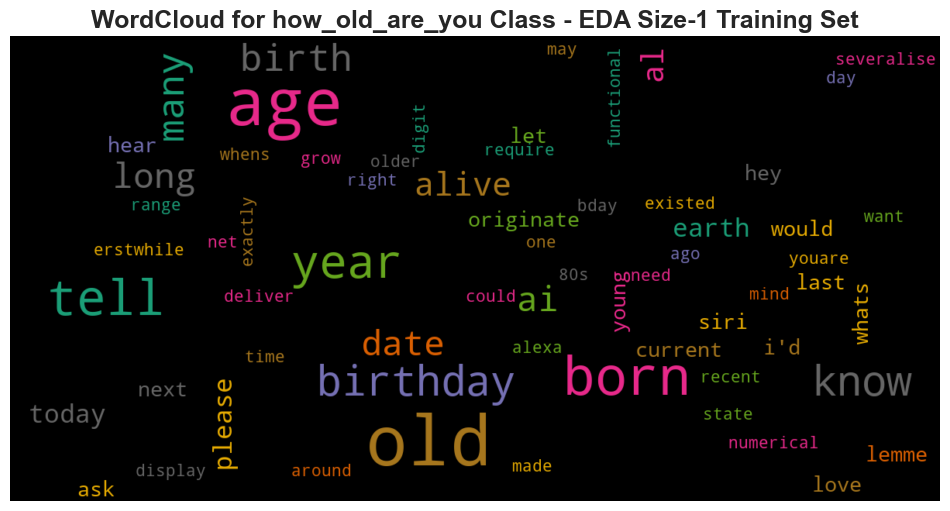 WordCloud for how_old_are_you Class - EDA Size-1 Training Set
may
birth
many
al
functional
severalise
day
age
digit
let
hear
require
whens
grow
older
long
right
alive
hey
range
bday
existed
exactly
originate
want
earth
would
net
one
erstwhile
year
ago
youare
80s
need
young
last
tell
deliver
could
ai
mind
whats
siri
date
alexa
current
i'd
time
birthday
born
recent
know
next
please
today
old
state
numerical
lemme
display
around
made
ask
love